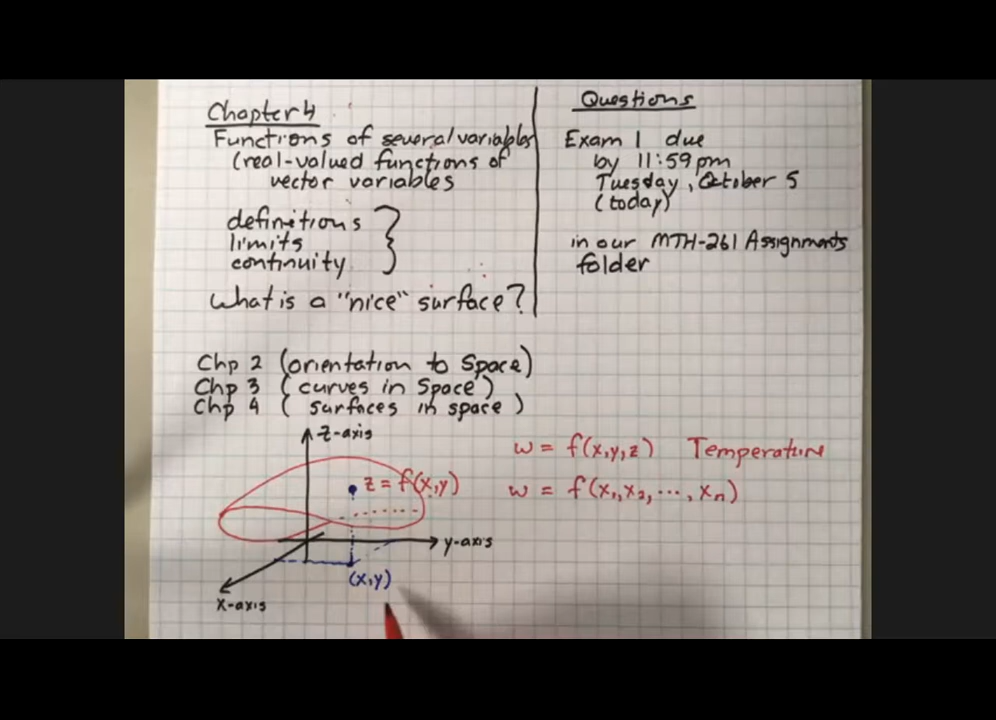 Chapter 4
Functions of several variables
(real-valued functions of
vector variables
definitions
limits
continuity
What is a "nice" surface?
Questions
Exam 1 due
by 11:59pm
Tuesday, October 5
(today)
in our MTH-261 Assignments
folder
Chp 2 (orientation to Space)
Chp 3 (curves in Space)
Chp 4 (surfaces in space)
z-axis
z = f(x,y)
y-axis
(x,y)
x-axis
w = f(x,y,z) Temperature
w = f(x₁,x₂,...,xₙ)